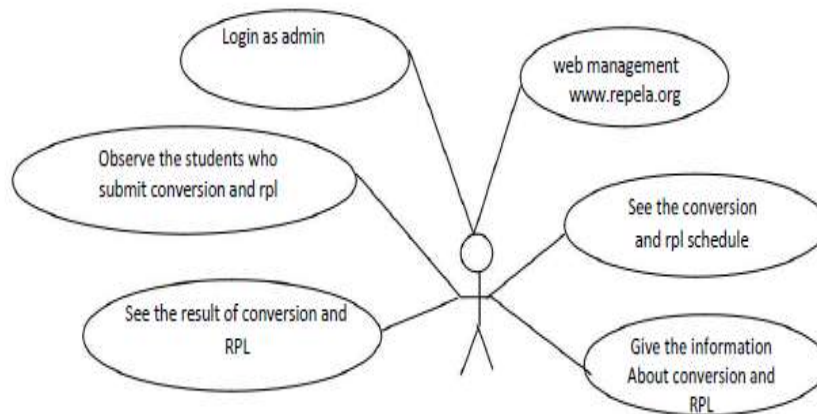 Login as admin
web management
www.repela.org
Observe the students who
submit conversion and rpl
See the conversion
and rpl schedule
See the result of conversion and
RPL
Give the information
About conversion and
RPL